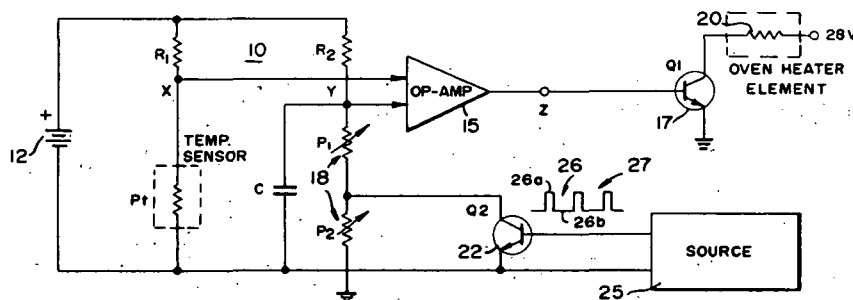 20
28V
R1
10
R2
Q1
OVEN HEATER
ELEMENT
X
Y
OP-AMP
15
Z
17
+
12
TEMP.
SENSOR
P1
18
26a
26
27
Pt
C
P2
Q2
26b
22
SOURCE
25